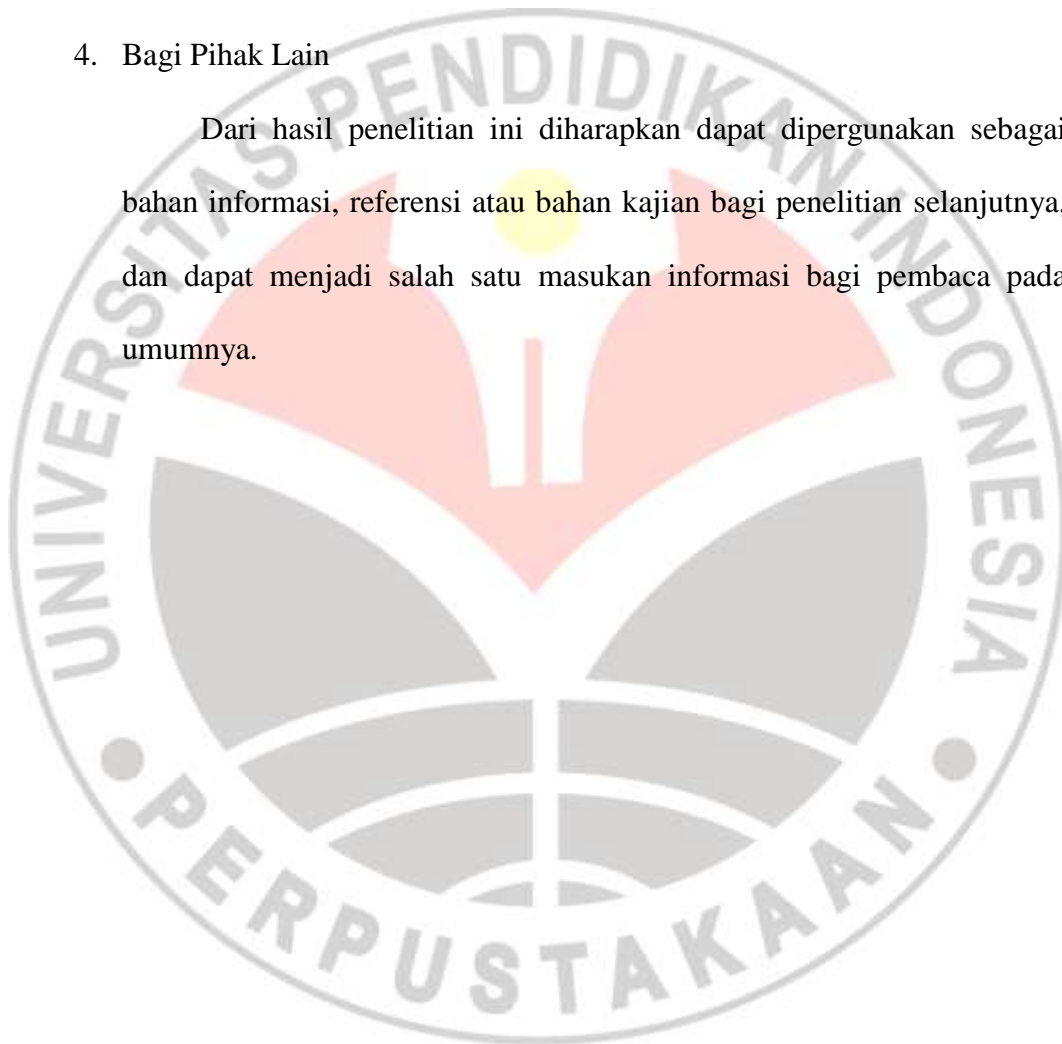 4. Bagi Pihak Lain
Dari hasil penelitian ini diharapkan dapat dipergunakan sebagai
bahan informasi, referensi atau bahan kajian bagi penelitian selanjutnya,
dan dapat menjadi salah satu masukan informasi bagi pembaca pada
umumnya.
UNIVERSITAS PENDIDIKAN INDONESIA
PERPUSTAKAAN